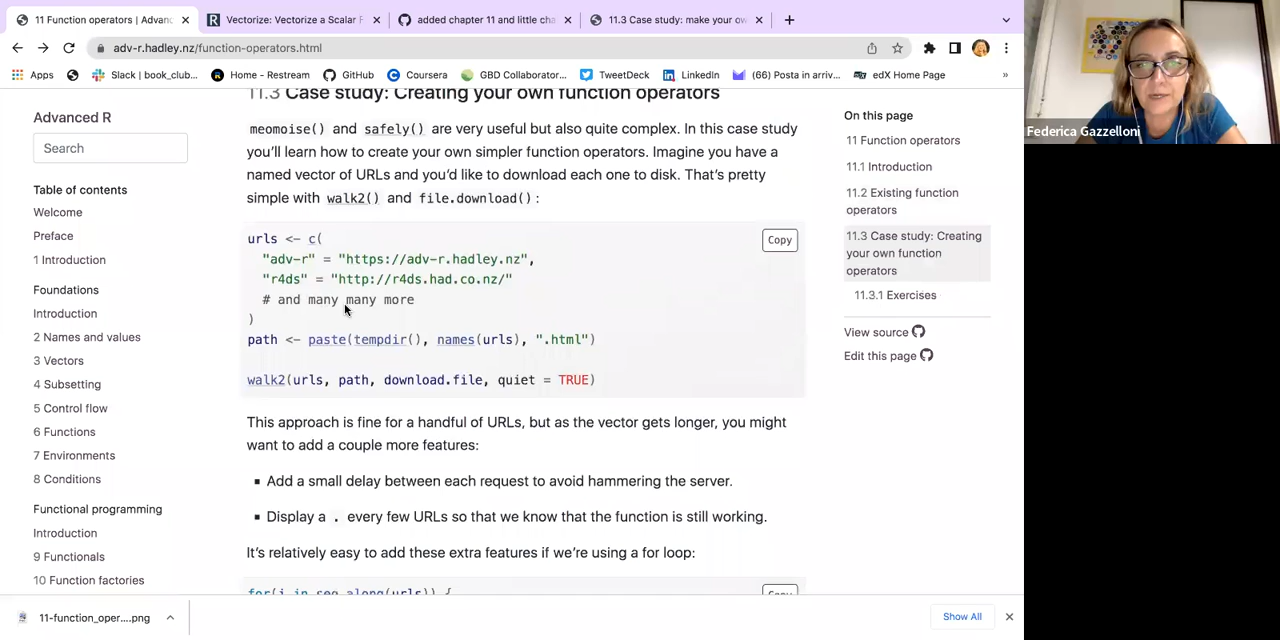 11 Function operators | Advanc
Vectorize: Vectorize a Scalar F
added chapter 11 and little cha
11.3 Case study: make your ow
adv-r.hadley.nz/function-operators.html
Apps
Slack | book_club...
Home - Restream
GitHub
Coursera
GBD Collaborator...
TweetDeck
LinkedIn
(66) Posta in arriv...
edX Home Page
»
Federica Gazzelloni
Advanced R
Search
Table of contents
Welcome
Preface
1 Introduction
Foundations
Introduction
2 Names and values
3 Vectors
4 Subsetting
5 Control flow
6 Functions
7 Environments
8 Conditions
Functional programming
Introduction
9 Functionals
10 Function factories
11.3 Case study: Creating your own function operators
meomoise() and safely() are very useful but also quite complex. In this case study
you'll learn how to create your own simpler function operators. Imagine you have a
named vector of URLs and you'd like to download each one to disk. That's pretty
simple with walk2() and file.download() :
urls <- c(
"adv-r" = "https://adv-r.hadley.nz",
"r4ds" = "http://r4ds.had.co.nz/"
# and many many more
)
path <- paste(tempdir(), names(urls), ".html")
walk2(urls, path, download.file, quiet = TRUE)
Copy
This approach is fine for a handful of URLs, but as the vector gets longer, you might
want to add a couple more features:
▪ Add a small delay between each request to avoid hammering the server.
▪ Display a . every few URLs so that we know that the function is still working.
It's relatively easy to add these extra features if we're using a for loop:
for(i in seq_along(urls)) {
Copy
On this page
11 Function operators
11.1 Introduction
11.2 Existing function
operators
11.3 Case study: Creating
your own function
operators
11.3.1 Exercises
View source
Edit this page
11-function_oper....png
Show All